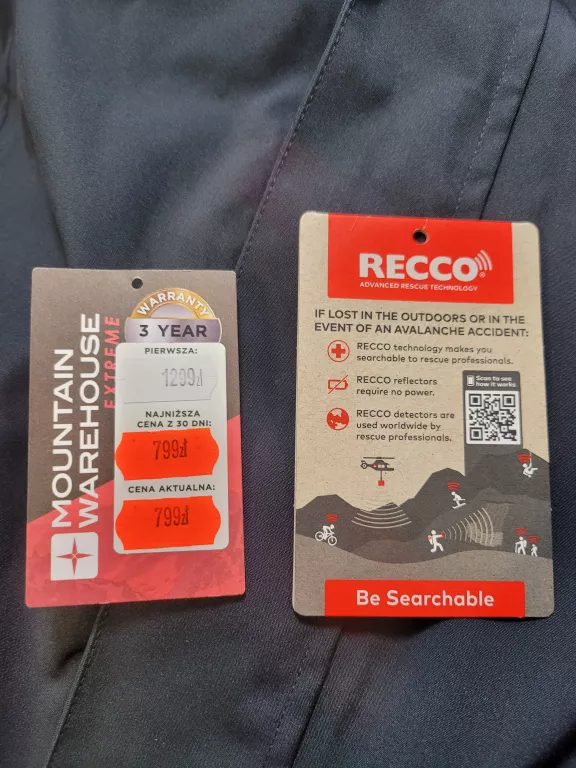 MOUNTAIN
WAREHOUSE
EXTREME
WARRANTY
3 YEAR
PIERWSZA:
1299zł
NAJNIŻSZA
CENA Z 30 DNI:
799zł
CENA AKTUALNA:
799zł
RECCO®
ADVANCED RESCUE TECHNOLOGY
IF LOST IN THE OUTDOORS OR IN THE
EVENT OF AN AVALANCHE ACCIDENT:
RECCO technology makes you
searchable to rescue professionals.
RECCO reflectors
require no power.
RECCO detectors are
used worldwide by
rescue professionals.
Scan to see
how it works
Be Searchable